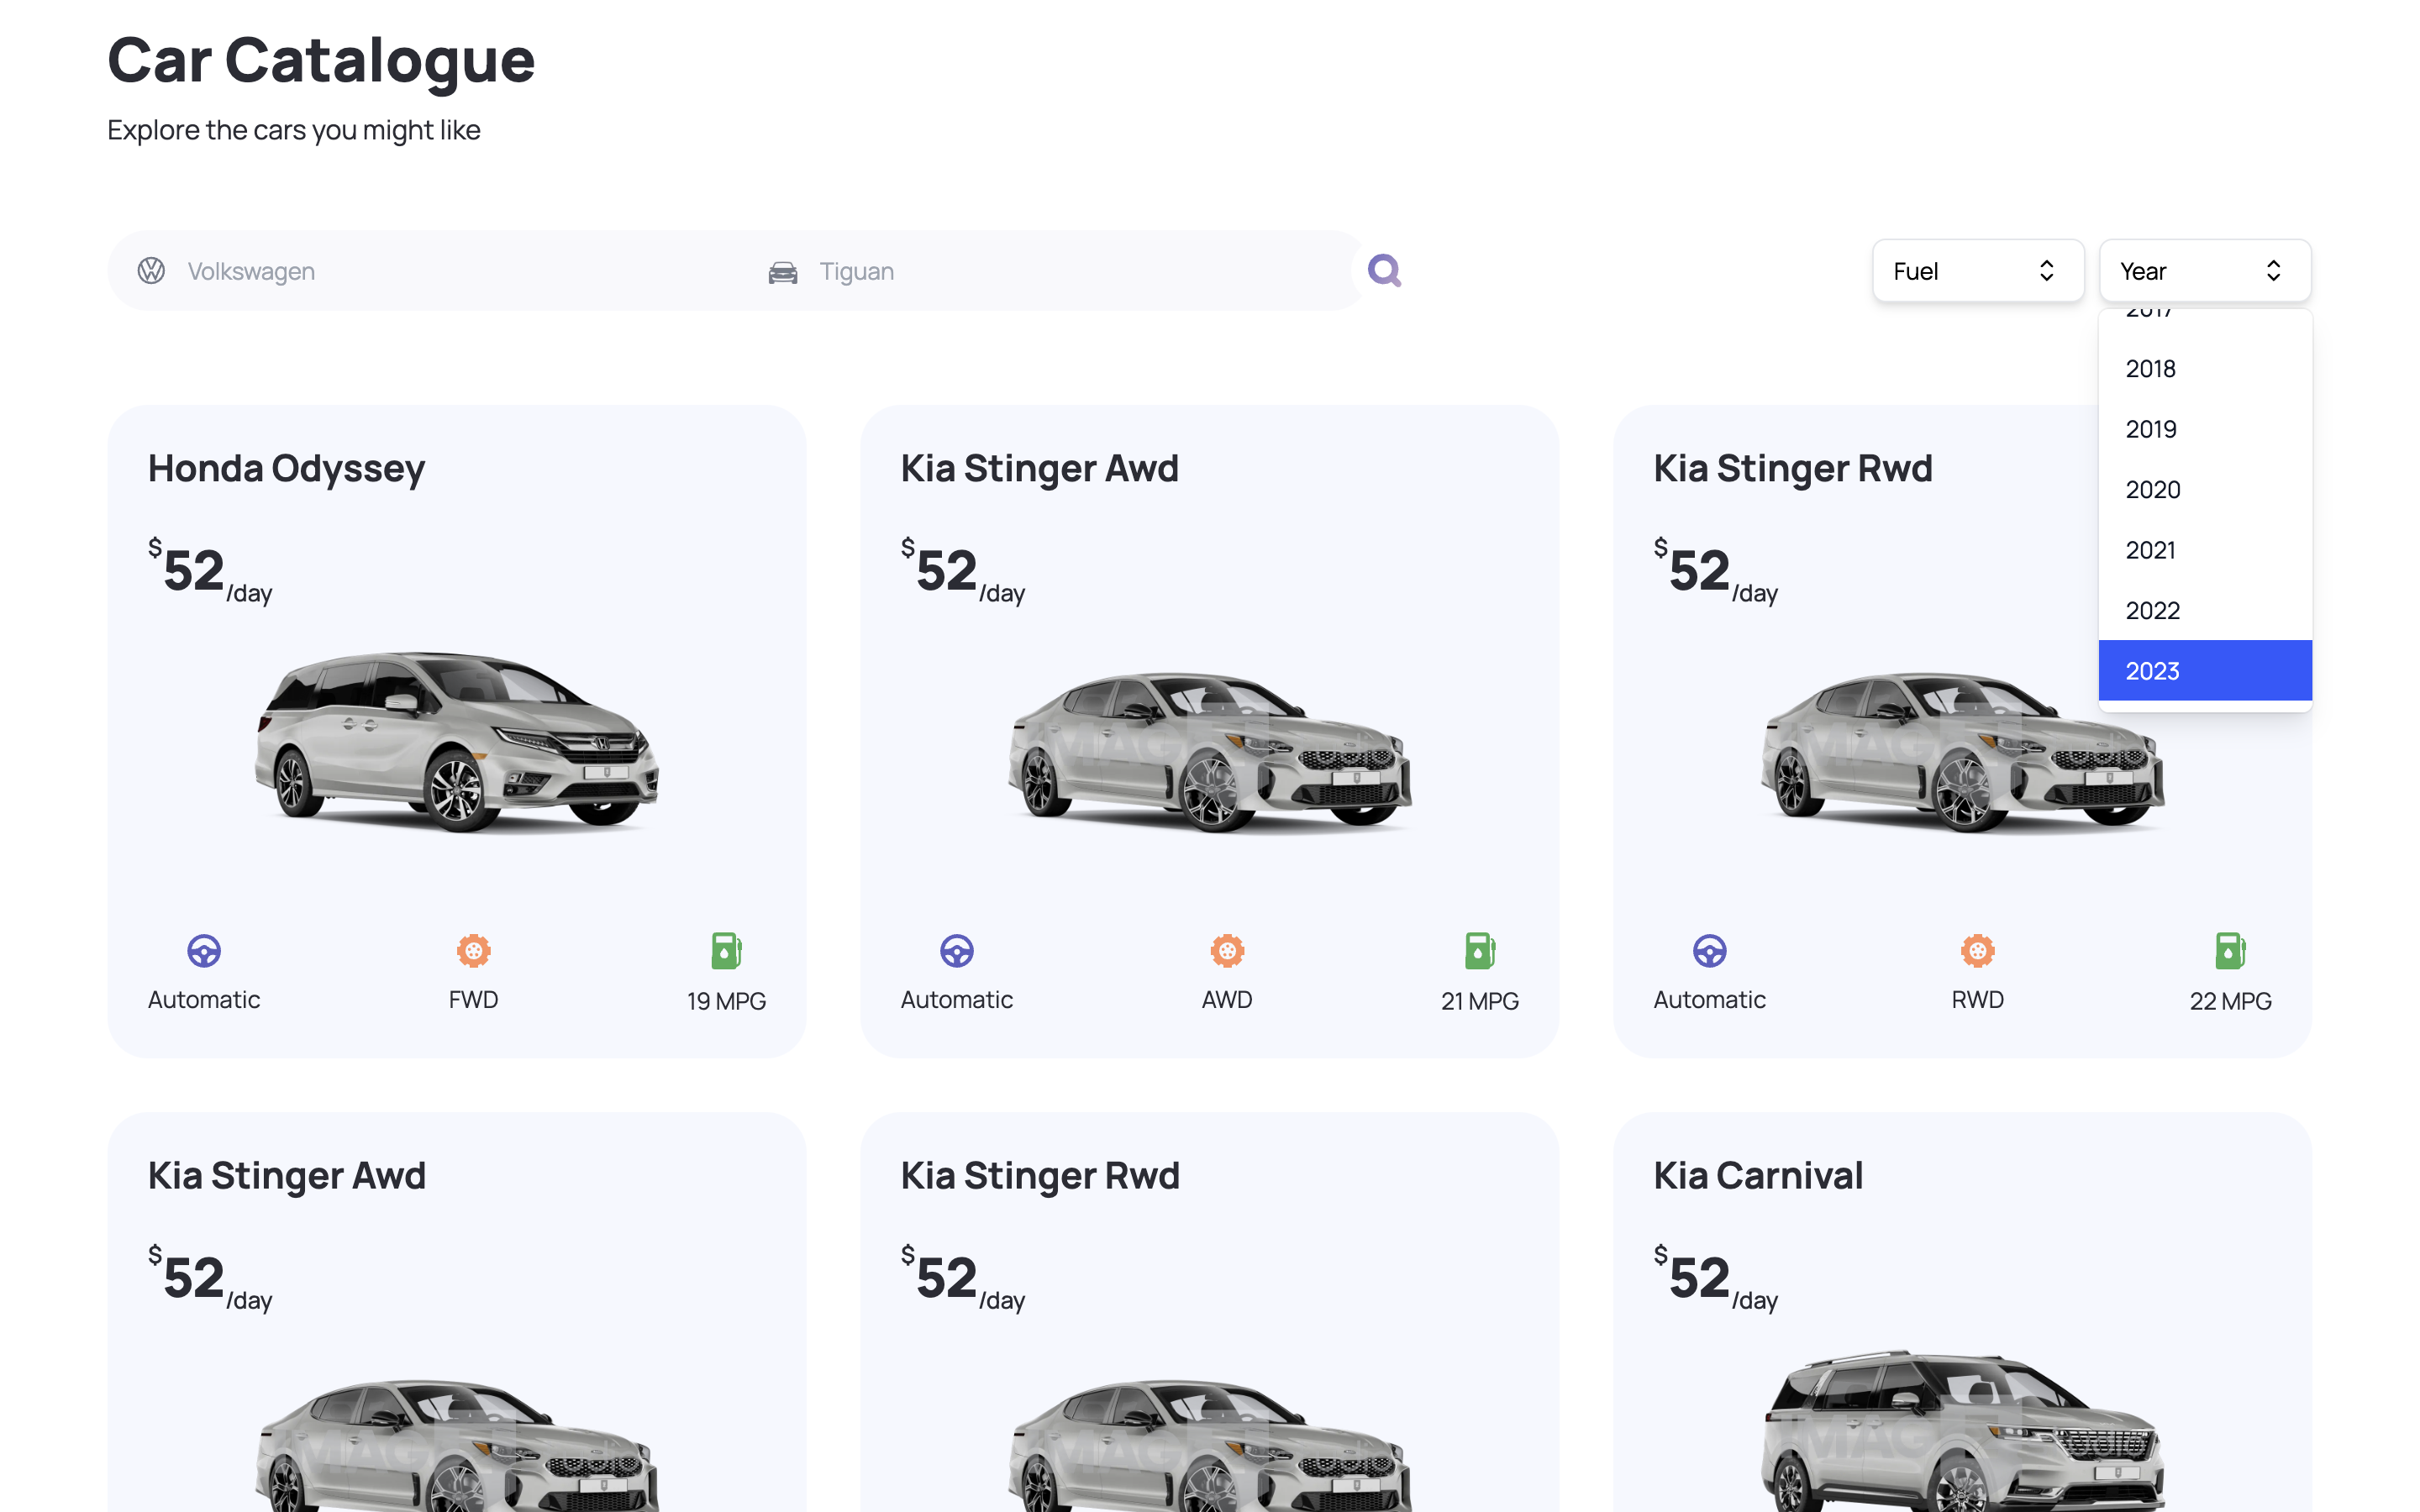 Car Catalogue
Explore the cars you might like
Volkswagen
Tiguan
Fuel
Year
2017
2018
2019
2020
2021
2022
2023
Honda Odyssey
$52/day
Automatic
FWD
19 MPG
Kia Stinger Awd
$52/day
Automatic
AWD
21 MPG
Kia Stinger Rwd
$52/day
Automatic
RWD
22 MPG
Kia Stinger Awd
$52/day
Kia Stinger Rwd
$52/day
Kia Carnival
$52/day